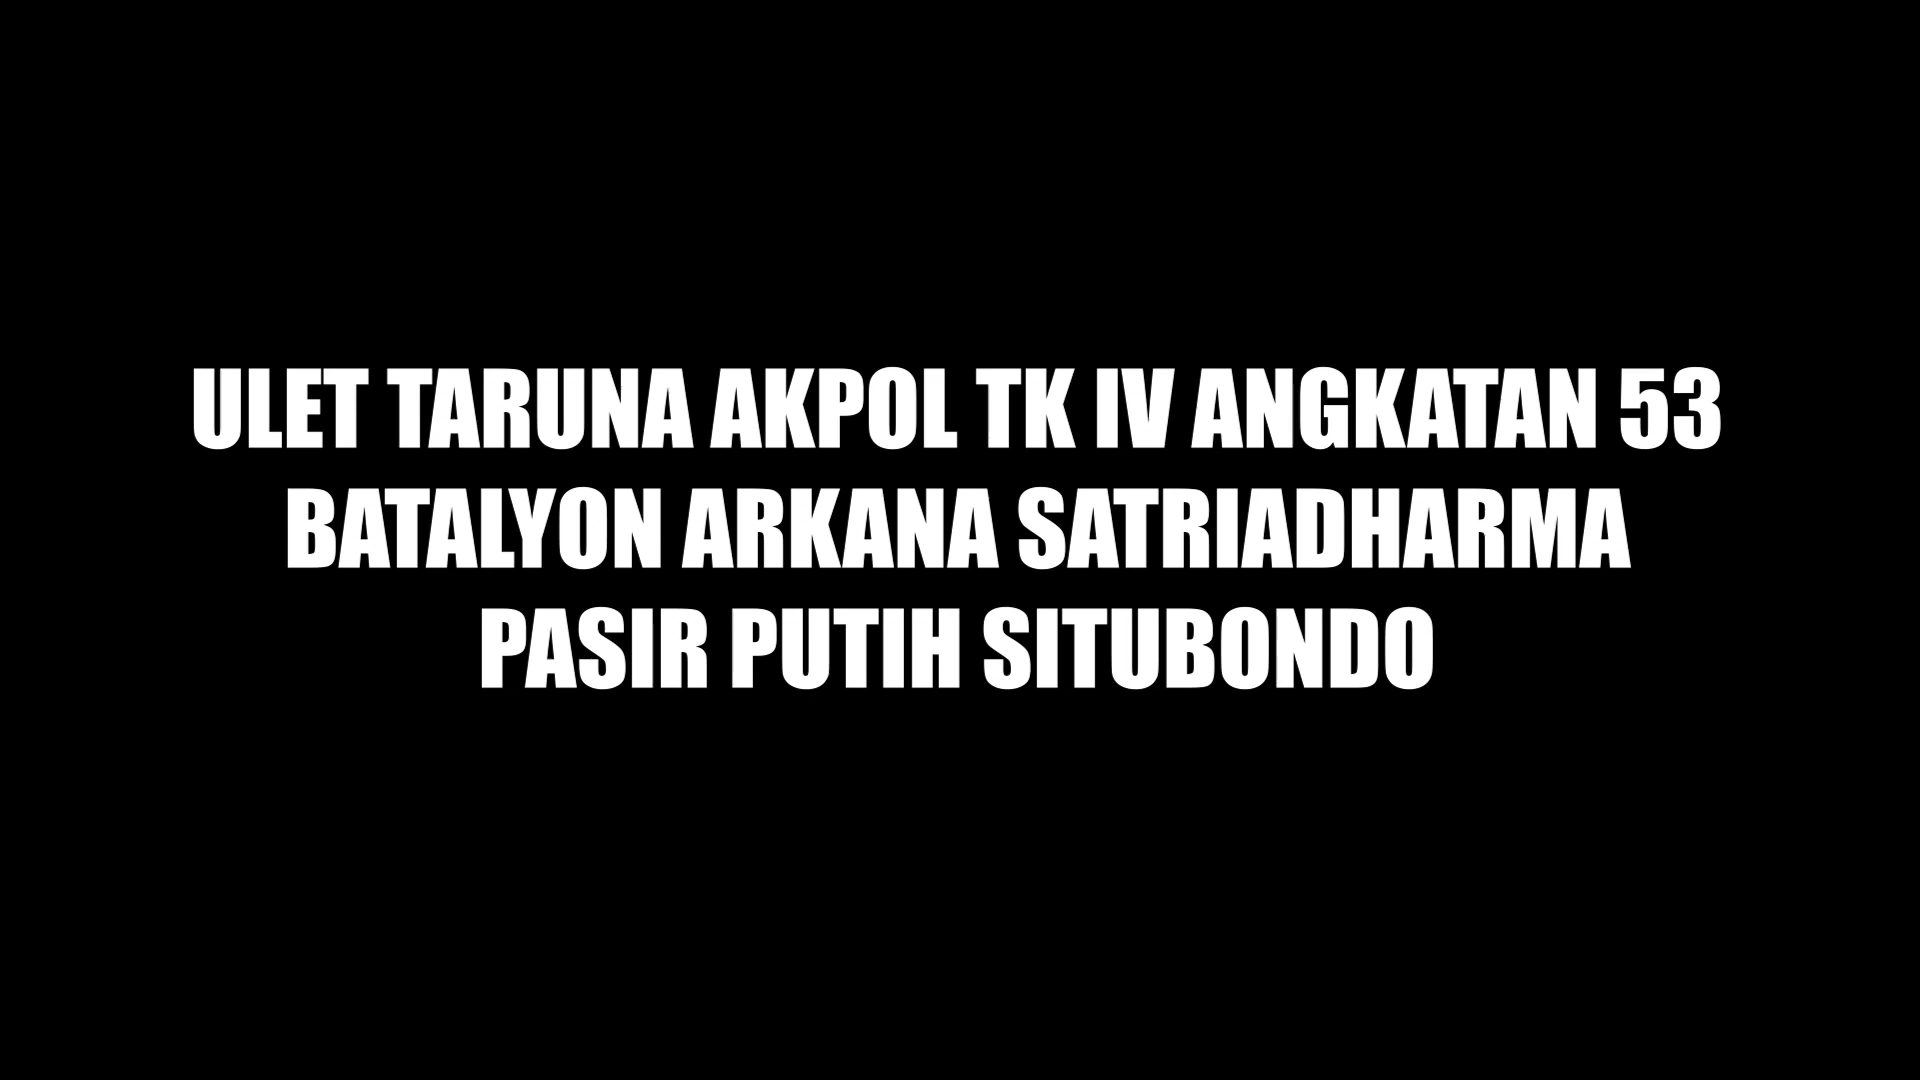 ULET TARUNA AKPOL TK IV ANGKATAN 53
BATALYON ARKANA SATRIADHARMA
PASIR PUTIH SITUBONDO